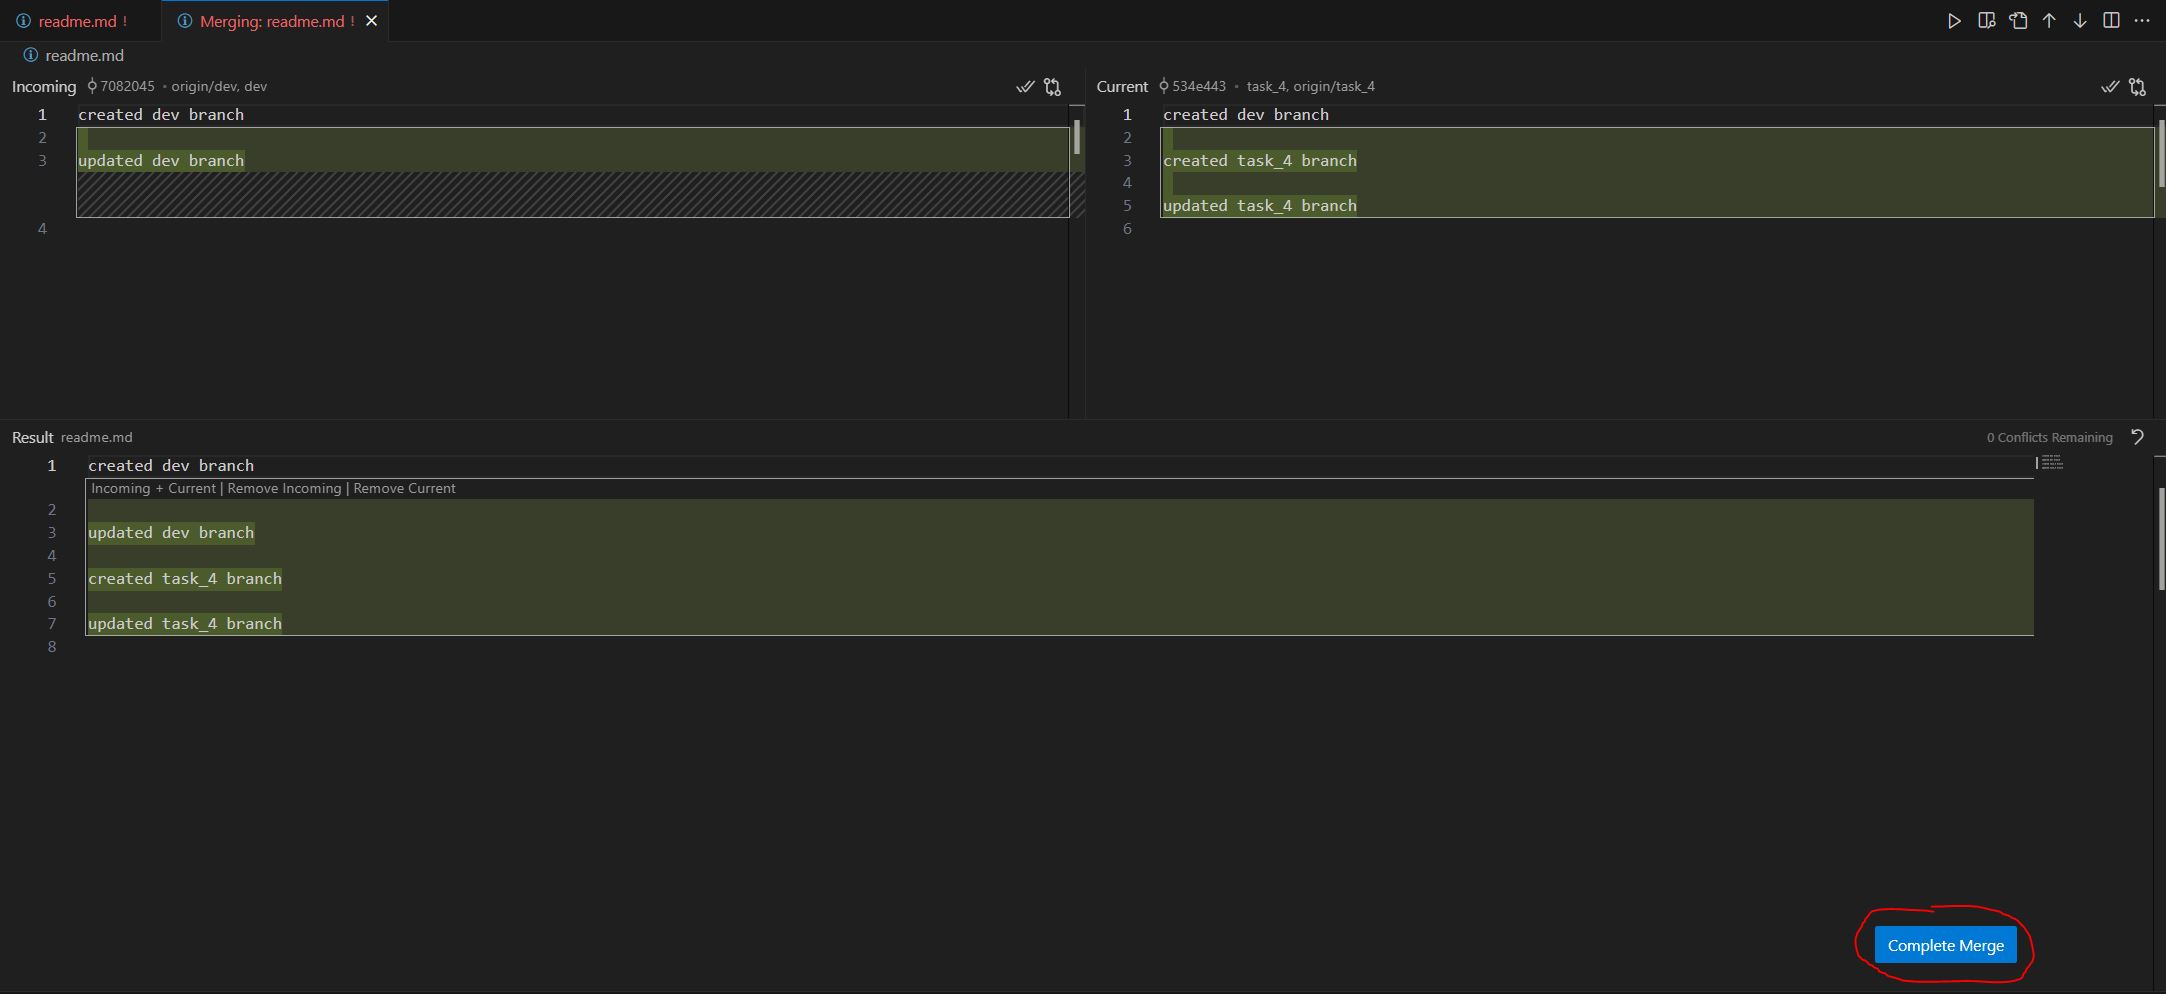 readme.md !
Merging: readme.md !
readme.md
Incoming 7082045 • origin/dev, dev
1 created dev branch
2
3 updated dev branch
4
Current 534e443 • task_4, origin/task_4
1 created dev branch
2
3 created task_4 branch
4
5 updated task_4 branch
6
Result readme.md
0 Conflicts Remaining
1 created dev branch
Incoming + Current | Remove Incoming | Remove Current
2
3 updated dev branch
4
5 created task_4 branch
6
7 updated task_4 branch
8
Complete Merge